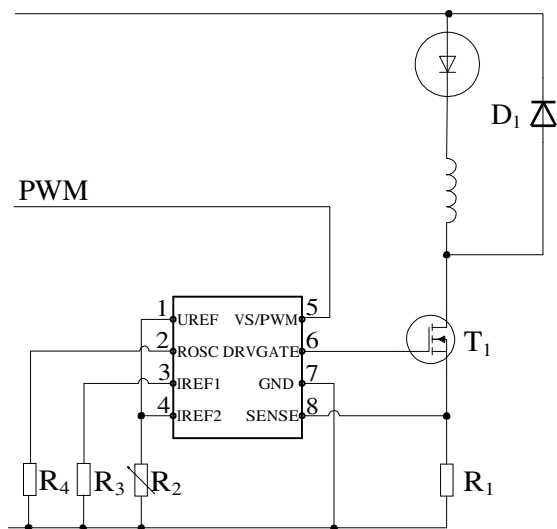 D₁
PWM
1 UREF VS/PWM 5
2 ROSC DRVGATE 6
3 IREF1 GND 7
4 IREF2 SENSE 8
T₁
R₄ R₃ R₂ R₁